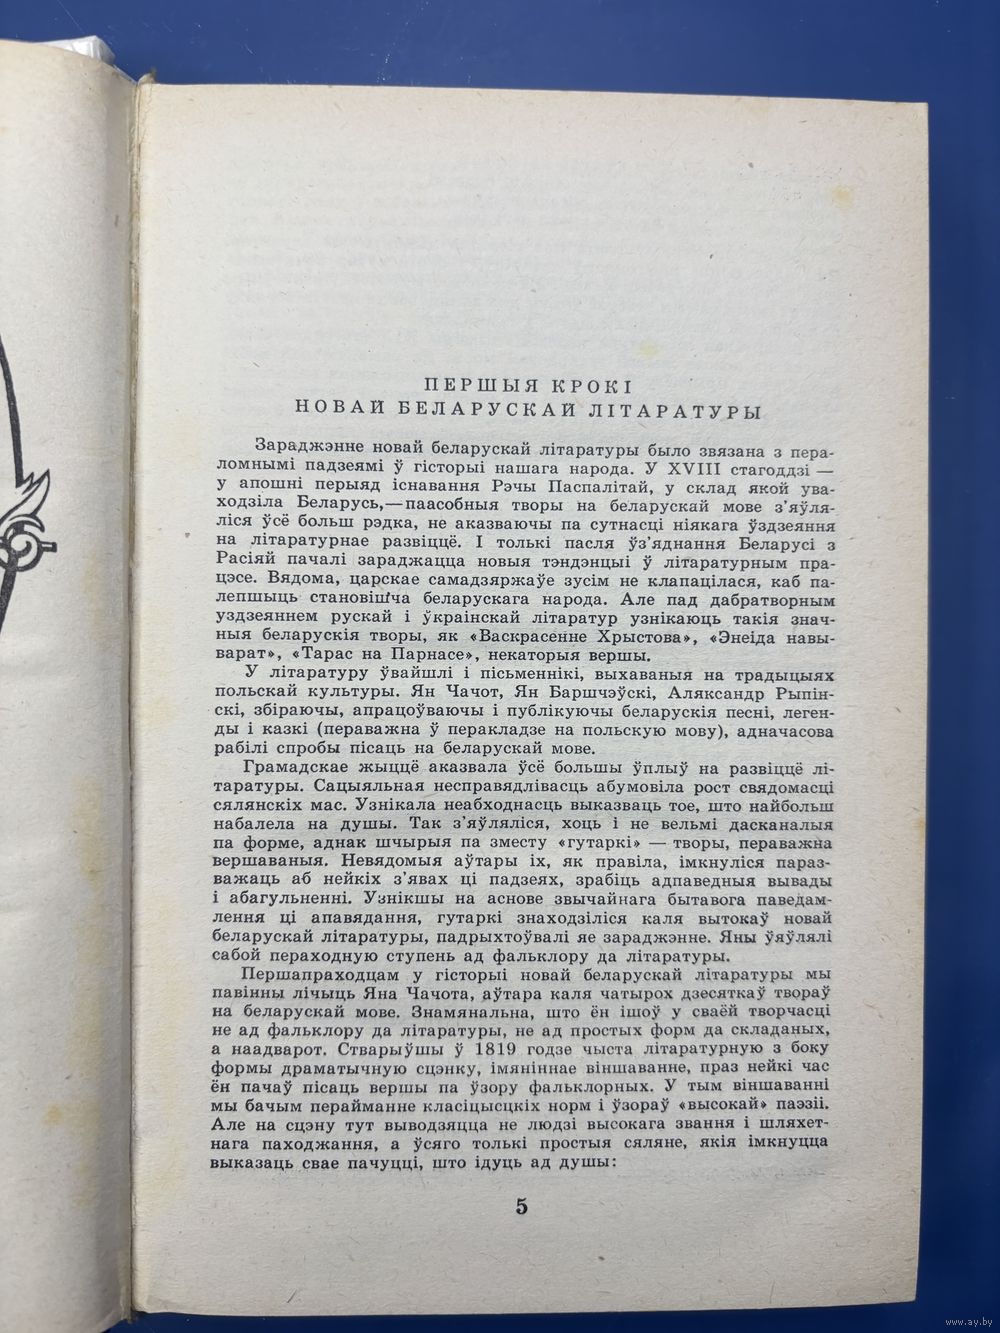 ПЕРШЫЯ КРОКІ
НОВАЙ БЕЛАРУСКАЙ ЛІТАРАТУРЫ
Зараджэнне новай беларускай літаратуры было звязана з пера-
ломнымі падзеямі ў гісторыі нашага народа. У XVIII стагоддзі —
у апошні перыяд існавання Рэчы Паспалітай, у склад якой ува-
ходзіла Беларусь,—паасобныя творы на беларускай мове з'яўля-
ліся ўсё больш рэдка, не аказваючы па сутнасці ніякага ўздзеяння
на літаратурнае развіццё. І толькі пасля ўз'яднання Беларусі з
Расіяй пачалі зараджацца новыя тэндэнцыі ў літаратурным пра-
цэсе. Вядома, царскае самадзяржаўе зусім не клапацілася, каб па-
лепшыць становішча беларускага народа. Але пад дабратворным
уздзеяннем рускай і ўкраінскай літаратур узнікаюць такія знач-
ныя беларускія творы, як «Васкрасенне Хрыстова», «Энеіда навы-
варат», «Тарас на Парнасе», некаторыя вершы.
У літаратуру ўвайшлі і пісьменнікі, выхаваныя на традыцыях
польскай культуры. Ян Чачот, Ян Баршчэўскі, Аляксандр Рыпін-
скі, збіраючы, апрацоўваючы і публікуючы беларускія песні, леген-
ды і казкі (пераважна ў перакладзе на польскую мову), адначасова
рабілі спробы пісаць на беларускай мове.
Грамадскае жыццё аказвала ўсё большы ўплыў на развіццё лі-
таратуры. Сацыяльная несправядлівасць абумовіла рост свядомасці
сялянскіх мас. Узнікала неабходнасць выказваць тое, што найбольш
набалела на душы. Так з'яўляліся, хоць і не вельмі дасканалыя
па форме, аднак шчырыя па зместу «гутаркі» — творы, пераважна
вершаваныя. Невядомыя аўтары іх, як правіла, імкнуліся параз-
важаць аб нейкіх з'явах ці падзеях, зрабіць адпаведныя вывады
і абагульненні. Узнікшы на аснове звычайнага бытавога паведам-
лення ці апавядання, гутаркі знаходзіліся каля вытокаў новай
беларускай літаратуры, падрыхтоўвалі яе зараджэнне. Яны ўяўлялі
сабой пераходную ступень ад фальклору да літаратуры.
Першапраходцам у гісторыі новай беларускай літаратуры мы
павінны лічыць Яна Чачота, аўтара каля чатырох дзесяткаў твораў
на беларускай мове. Знамянальна, што ён ішоў у сваёй творчасці
не ад фальклору да літаратуры, не ад простых форм да складаных,
а наадварот. Стварыўшы ў 1819 годзе чыста літаратурную з боку
формы драматычную сцэнку, імяніннае віншаванне, праз нейкі час
ён пачаў пісаць вершы па ўзору фальклорных. У тым віншаванні
мы бачым перайманне класіцысцкіх норм і ўзораў «высокай» паэзіі.
Але на сцэну тут выводзяцца не людзі высокага звання і шляхет-
нага паходжання, а ўсяго толькі простыя сяляне, якія імкнуцца
выказаць свае пачуцці, што ідуць ад душы:
5
www.ay.by